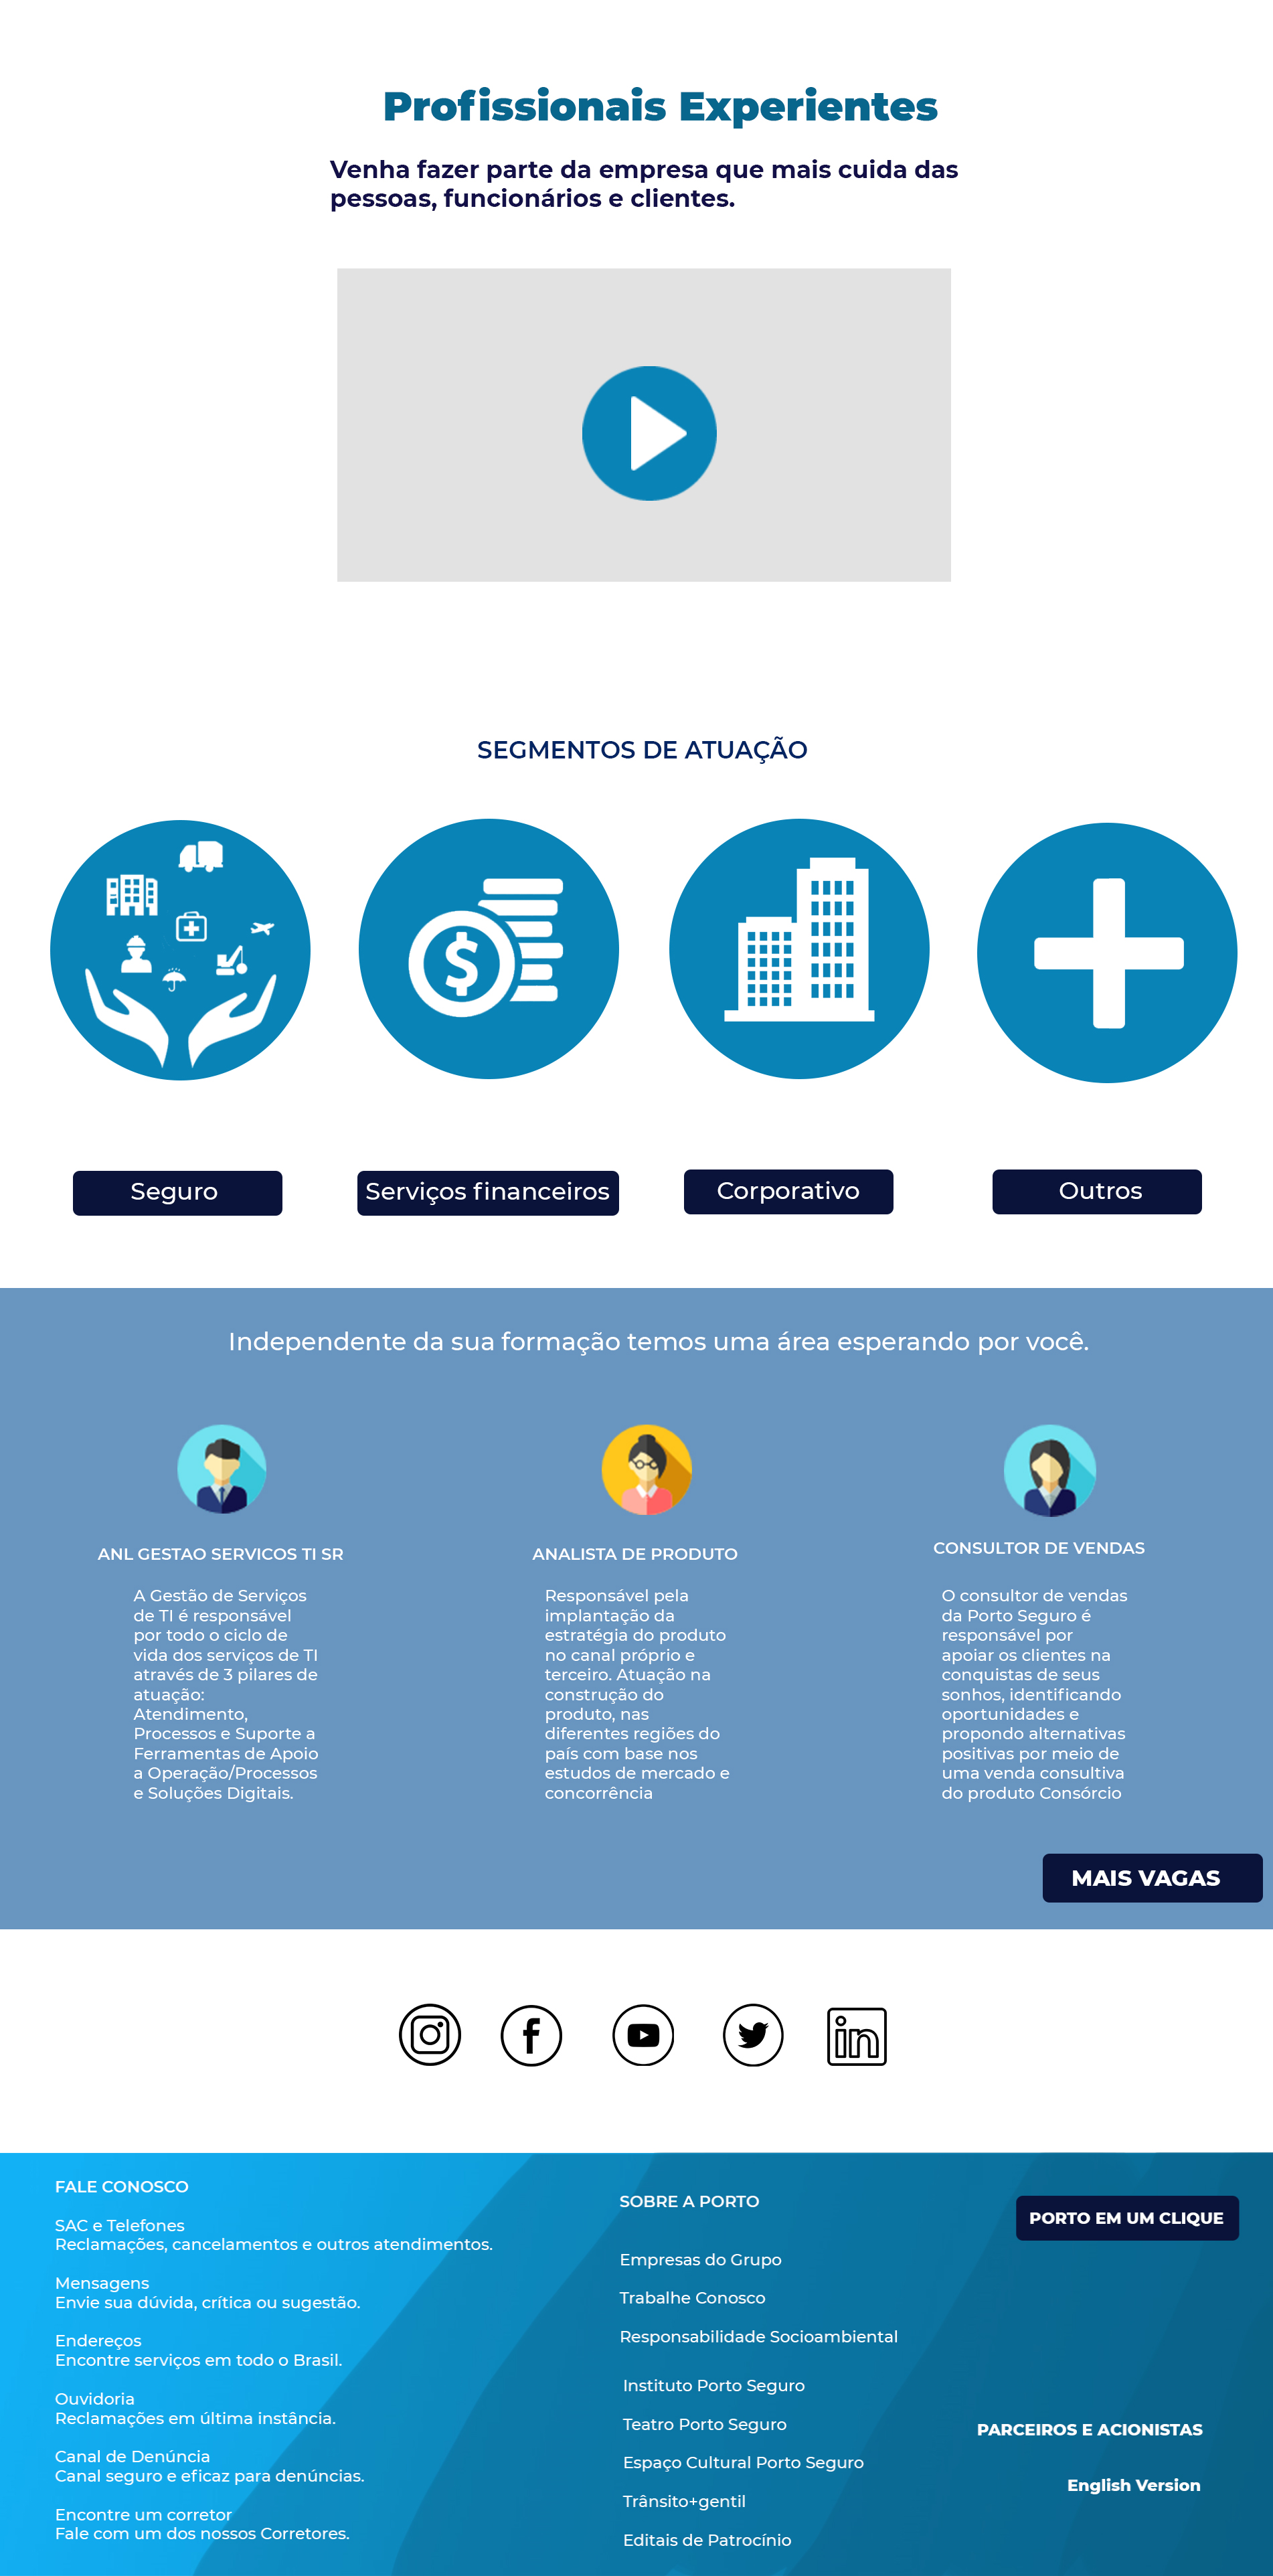 Profissionais Experientes
Venha fazer parte da empresa que mais cuida das
pessoas, funcionários e clientes.
SEGMENTOS DE ATUAÇÃO
Seguro
Serviços financeiros
Corporativo
Outros
Independente da sua formação temos uma área esperando por você.
ANL GESTAO SERVICOS TI SR
A Gestão de Serviços
de TI é responsável
por todo o ciclo de
vida dos serviços de TI
através de 3 pilares de
atuação:
Atendimento,
Processos e Suporte a
Ferramentas de Apoio
a Operação/Processos
e Soluções Digitais.
ANALISTA DE PRODUTO
Responsável pela
implantação da
estratégia do produto
no canal próprio e
terceiro. Atuação na
construção do
produto, nas
diferentes regiões do
país com base nos
estudos de mercado e
concorrência
CONSULTOR DE VENDAS
O consultor de vendas
da Porto Seguro é
responsável por
apoiar os clientes na
conquistas de seus
sonhos, identificando
oportunidades e
propondo alternativas
positivas por meio de
uma venda consultiva
do produto Consórcio
MAIS VAGAS
FALE CONOSCO
SAC e Telefones
Reclamações, cancelamentos e outros atendimentos.
Mensagens
Envie sua dúvida, crítica ou sugestão.
Endereços
Encontre serviços em todo o Brasil.
Ouvidoria
Reclamações em última instância.
Canal de Denúncia
Canal seguro e eficaz para denúncias.
Encontre um corretor
Fale com um dos nossos Corretores.
SOBRE A PORTO
Empresas do Grupo
Trabalhe Conosco
Responsabilidade Socioambiental
Instituto Porto Seguro
Teatro Porto Seguro
Espaço Cultural Porto Seguro
Trânsito+gentil
Editais de Patrocínio
PORTO EM UM CLIQUE
PARCEIROS E ACIONISTAS
English Version